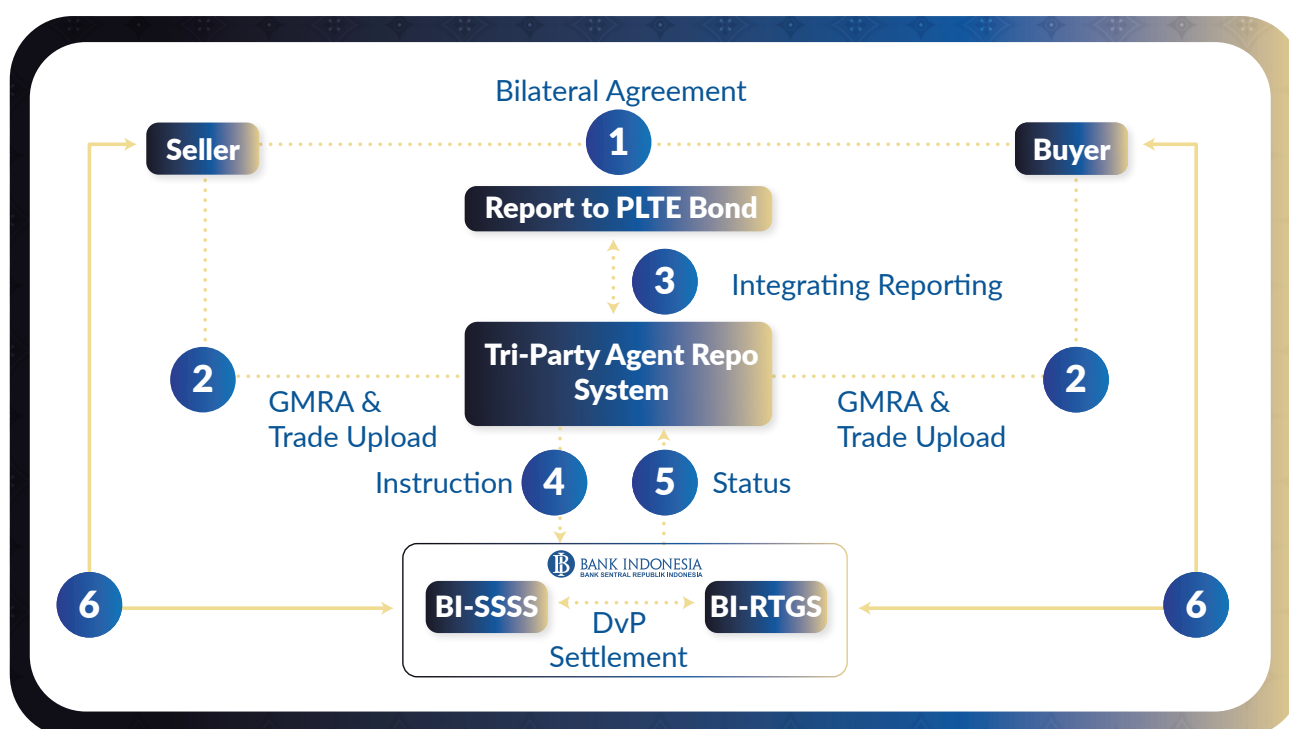 Bilateral Agreement
1
Seller
Buyer
Report to PLTE Bond
3
Integrating Reporting
Tri-Party Agent Repo
System
2
2
GMRA &
Trade Upload
GMRA &
Trade Upload
Instruction
4
5
Status
BANK INDONESIA
BANK SENTRAL REPUBLIK INDONESIA
6
BI-SSSS
BI-RTGS
6
DvP
Settlement